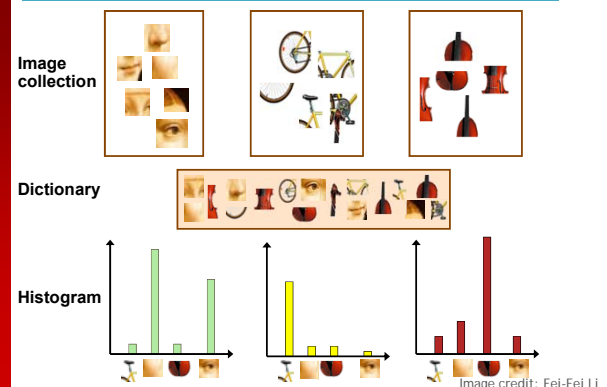 Image
collection
Dictionary
Histogram
Image credit: Fei-Fei Li